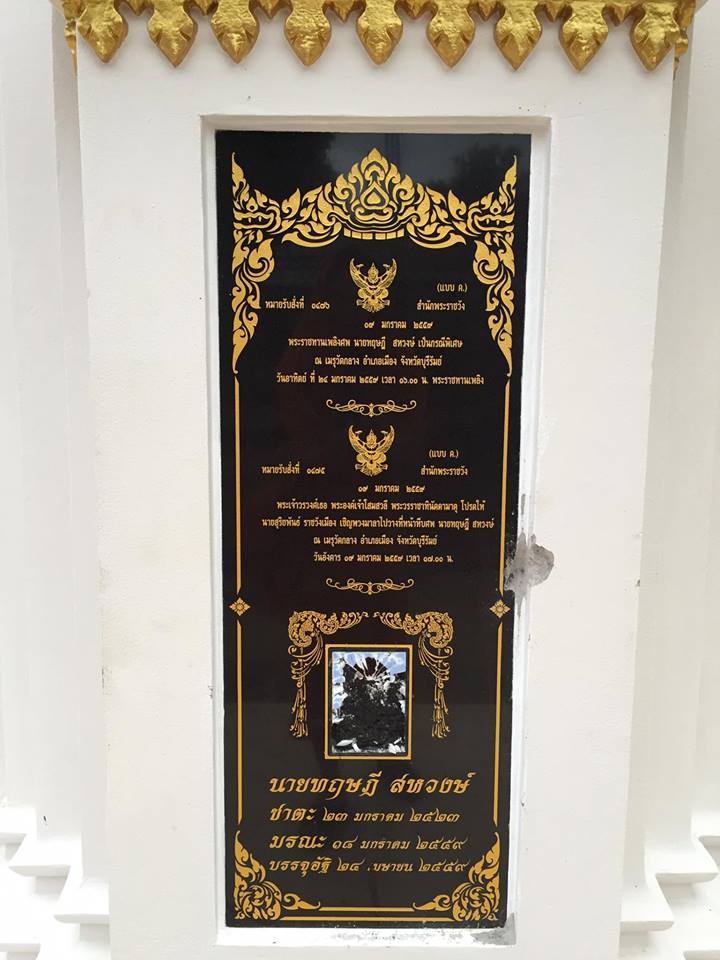 (แบบ ค.)
หมายรับสั่งที่ ๐๔๗๖ สำนักพระราชวัง
๐๙ มกราคม ๒๕๕๙
พระราชทานเพลิงศพ นายทฤษฎี สหวงษ์ เป็นกรณีพิเศษ
ณ เมรุวัดกลาง อำเภอเมือง จังหวัดบุรีรัมย์
วันอาทิตย์ ที่ ๒๔ มกราคม ๒๕๕๙ เวลา ๐๖.๐๐ น. พระราชทานเพลิง
(แบบ ค.)
หมายรับสั่งที่ ๐๔๗๕ สำนักพระราชวัง
๐๙ มกราคม ๒๕๕๙
พระเจ้าวรวงศ์เธอ พระองค์เจ้าโสมสวลี พระวรราชาทินัดดามาตุ โปรดให้
นายสุริยพันธ์ ราชวังเมือง เชิญพวงมาลาไปวางที่หน้าหีบศพ นายทฤษฎี สหวงษ์
ณ เมรุวัดกลาง อำเภอเมือง จังหวัดบุรีรัมย์
วันอังคาร ๐๙ มกราคม ๒๕๕๙ เวลา ๐๗.๐๐ น.
นายทฤษฎี สหวงษ์
ชาตะ ๒๓ มกราคม ๒๕๒๓
มรณะ ๑๘ มกราคม ๒๕๕๙
บรรจุอัฐิ ๒๔ .มษายน ๒๕๕๙